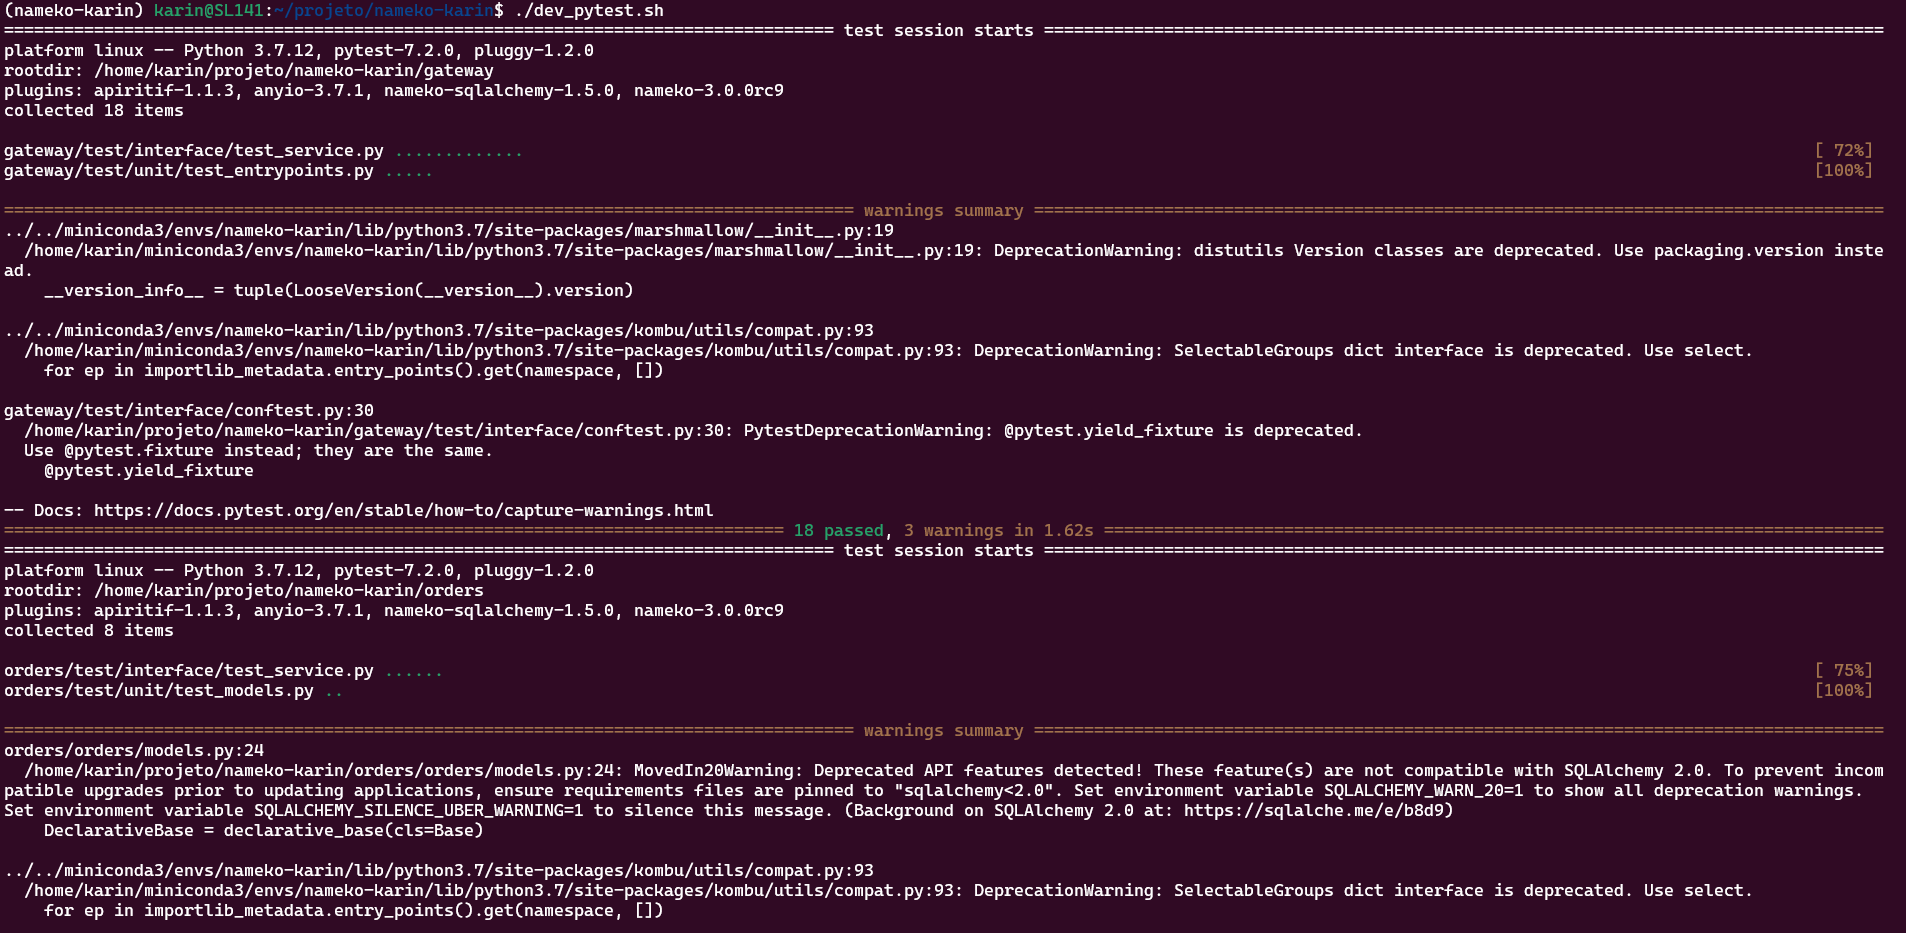 (nameko-karin) karin@SL141:~/projeto/nameko-karin$ ./dev_pytest.sh
=================================================================================== test session starts ====================================================================================
platform linux -- Python 3.7.12, pytest-7.2.0, pluggy-1.2.0
rootdir: /home/karin/projeto/nameko-karin/gateway
plugins: apiritif-1.1.3, anyio-3.7.1, nameko-sqlalchemy-1.5.0, nameko-3.0.0rc9
collected 18 items

gateway/test/interface/test_service.py ............. [ 72%]
gateway/test/unit/test_entrypoints.py ..... [100%]

===================================================================================== warnings summary =====================================================================================
../../miniconda3/envs/nameko-karin/lib/python3.7/site-packages/marshmallow/__init__.py:19
  /home/karin/miniconda3/envs/nameko-karin/lib/python3.7/site-packages/marshmallow/__init__.py:19: DeprecationWarning: distutils Version classes are deprecated. Use packaging.version inste
ad.
    __version_info__ = tuple(LooseVersion(__version__).version)

../../miniconda3/envs/nameko-karin/lib/python3.7/site-packages/kombu/utils/compat.py:93
  /home/karin/miniconda3/envs/nameko-karin/lib/python3.7/site-packages/kombu/utils/compat.py:93: DeprecationWarning: SelectableGroups dict interface is deprecated. Use select.
    for ep in importlib_metadata.entry_points().get(namespace, [])

gateway/test/interface/conftest.py:30
  /home/karin/projeto/nameko-karin/gateway/test/interface/conftest.py:30: PytestDeprecationWarning: @pytest.yield_fixture is deprecated.
  Use @pytest.fixture instead; they are the same.
    @pytest.yield_fixture

-- Docs: https://docs.pytest.org/en/stable/how-to/capture-warnings.html
============================================================================== 18 passed, 3 warnings in 1.62s ==============================================================================
=================================================================================== test session starts ====================================================================================
platform linux -- Python 3.7.12, pytest-7.2.0, pluggy-1.2.0
rootdir: /home/karin/projeto/nameko-karin/orders
plugins: apiritif-1.1.3, anyio-3.7.1, nameko-sqlalchemy-1.5.0, nameko-3.0.0rc9
collected 8 items

orders/test/interface/test_service.py ...... [ 75%]
orders/test/unit/test_models.py .. [100%]

===================================================================================== warnings summary =====================================================================================
orders/orders/models.py:24
  /home/karin/projeto/nameko-karin/orders/orders/models.py:24: MovedIn20Warning: Deprecated API features detected! These feature(s) are not compatible with SQLAlchemy 2.0. To prevent incom
patible upgrades prior to updating applications, ensure requirements files are pinned to "sqlalchemy<2.0". Set environment variable SQLALCHEMY_WARN_20=1 to show all deprecation warnings.
Set environment variable SQLALCHEMY_SILENCE_UBER_WARNING=1 to silence this message. (Background on SQLAlchemy 2.0 at: https://sqlalche.me/e/b8d9)
    DeclarativeBase = declarative_base(cls=Base)

../../miniconda3/envs/nameko-karin/lib/python3.7/site-packages/kombu/utils/compat.py:93
  /home/karin/miniconda3/envs/nameko-karin/lib/python3.7/site-packages/kombu/utils/compat.py:93: DeprecationWarning: SelectableGroups dict interface is deprecated. Use select.
    for ep in importlib_metadata.entry_points().get(namespace, [])